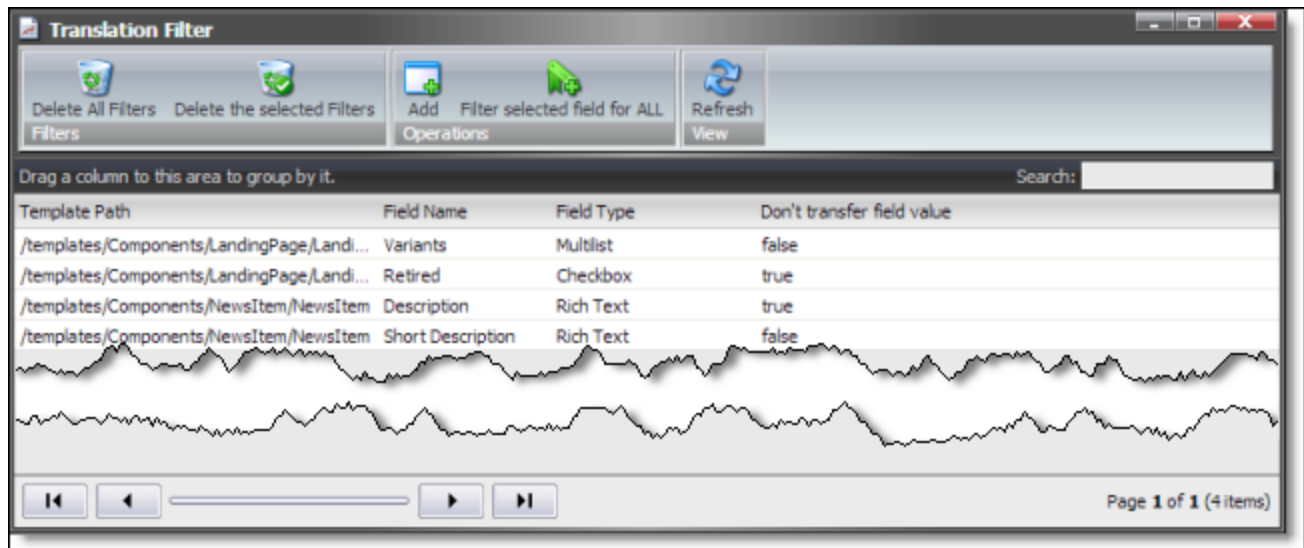 Translation Filter
Delete All Filters Delete the selected Filters Add Filter selected field for ALL Refresh
Filters Operations View
Drag a column to this area to group by it. Search:
Template Path Field Name Field Type Don't transfer field value
/templates/Components/LandingPage/Landi... Variants Multilist false
/templates/Components/LandingPage/Landi... Retired Checkbox true
/templates/Components/NewsItem/NewsItem Description Rich Text true
/templates/Components/NewsItem/NewsItem Short Description Rich Text false
Page 1 of 1 (4 items)